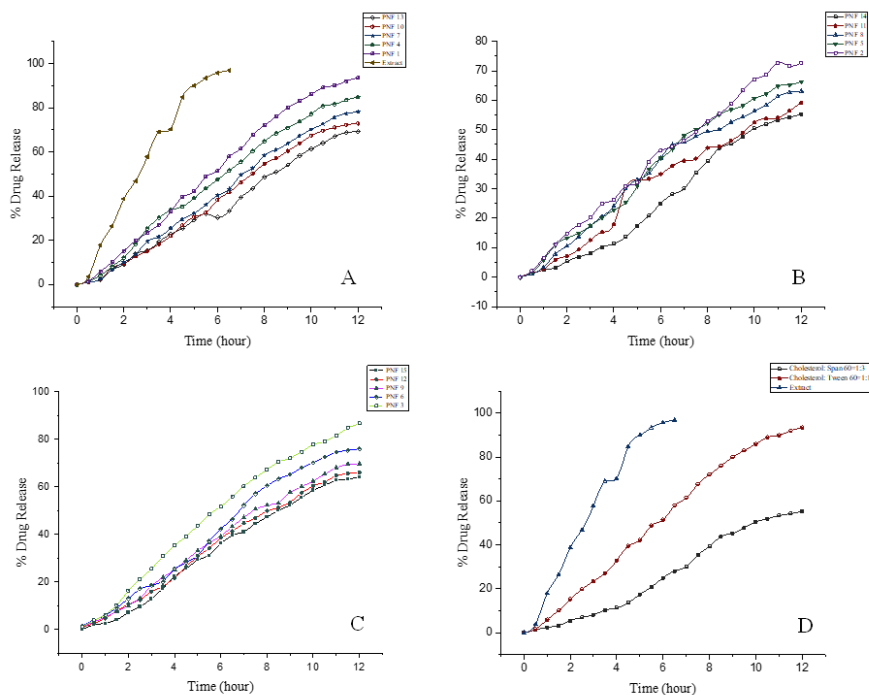 PNF 13
PNF 10
PNF 7
PNF 4
PNF 1
Extract
100
80
60
40
20
0
% Drug Release
A
0 2 4 6 8 10 12
Time (hour)
PNF 14
PNF 11
PNF 8
PNF 5
PNF 2
80
70
60
50
40
30
20
10
0
-10
% Drug Release
B
0 2 4 6 8 10 12
Time (hour)
PNF 15
PNF 12
PNF 9
PNF 6
PNF 3
100
80
60
40
20
0
% Drug Release
C
0 2 4 6 8 10 12
Time (hour)
Cholesterol: Span 60=1:3
Cholesterol: Tween 60=1:1
Extract
100
80
60
40
20
0
% Drug Release
D
0 2 4 6 8 10 12
Time (hour)